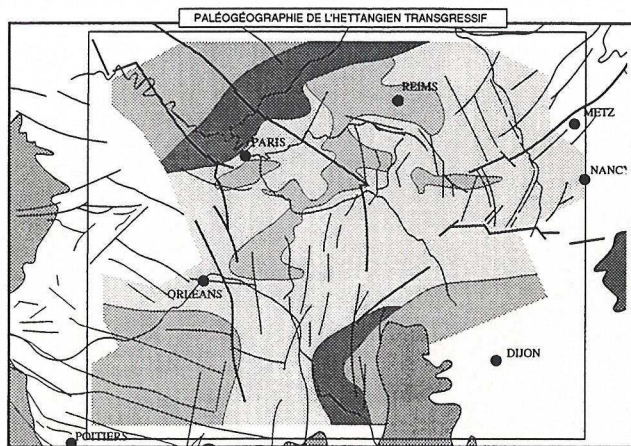 PALÉOGÉOGRAPHIE DE L'HETTANGIEN TRANSGRESSIF
REIMS
METZ
PARIS
NANCY
ORLEANS
DIJON
POITIERS